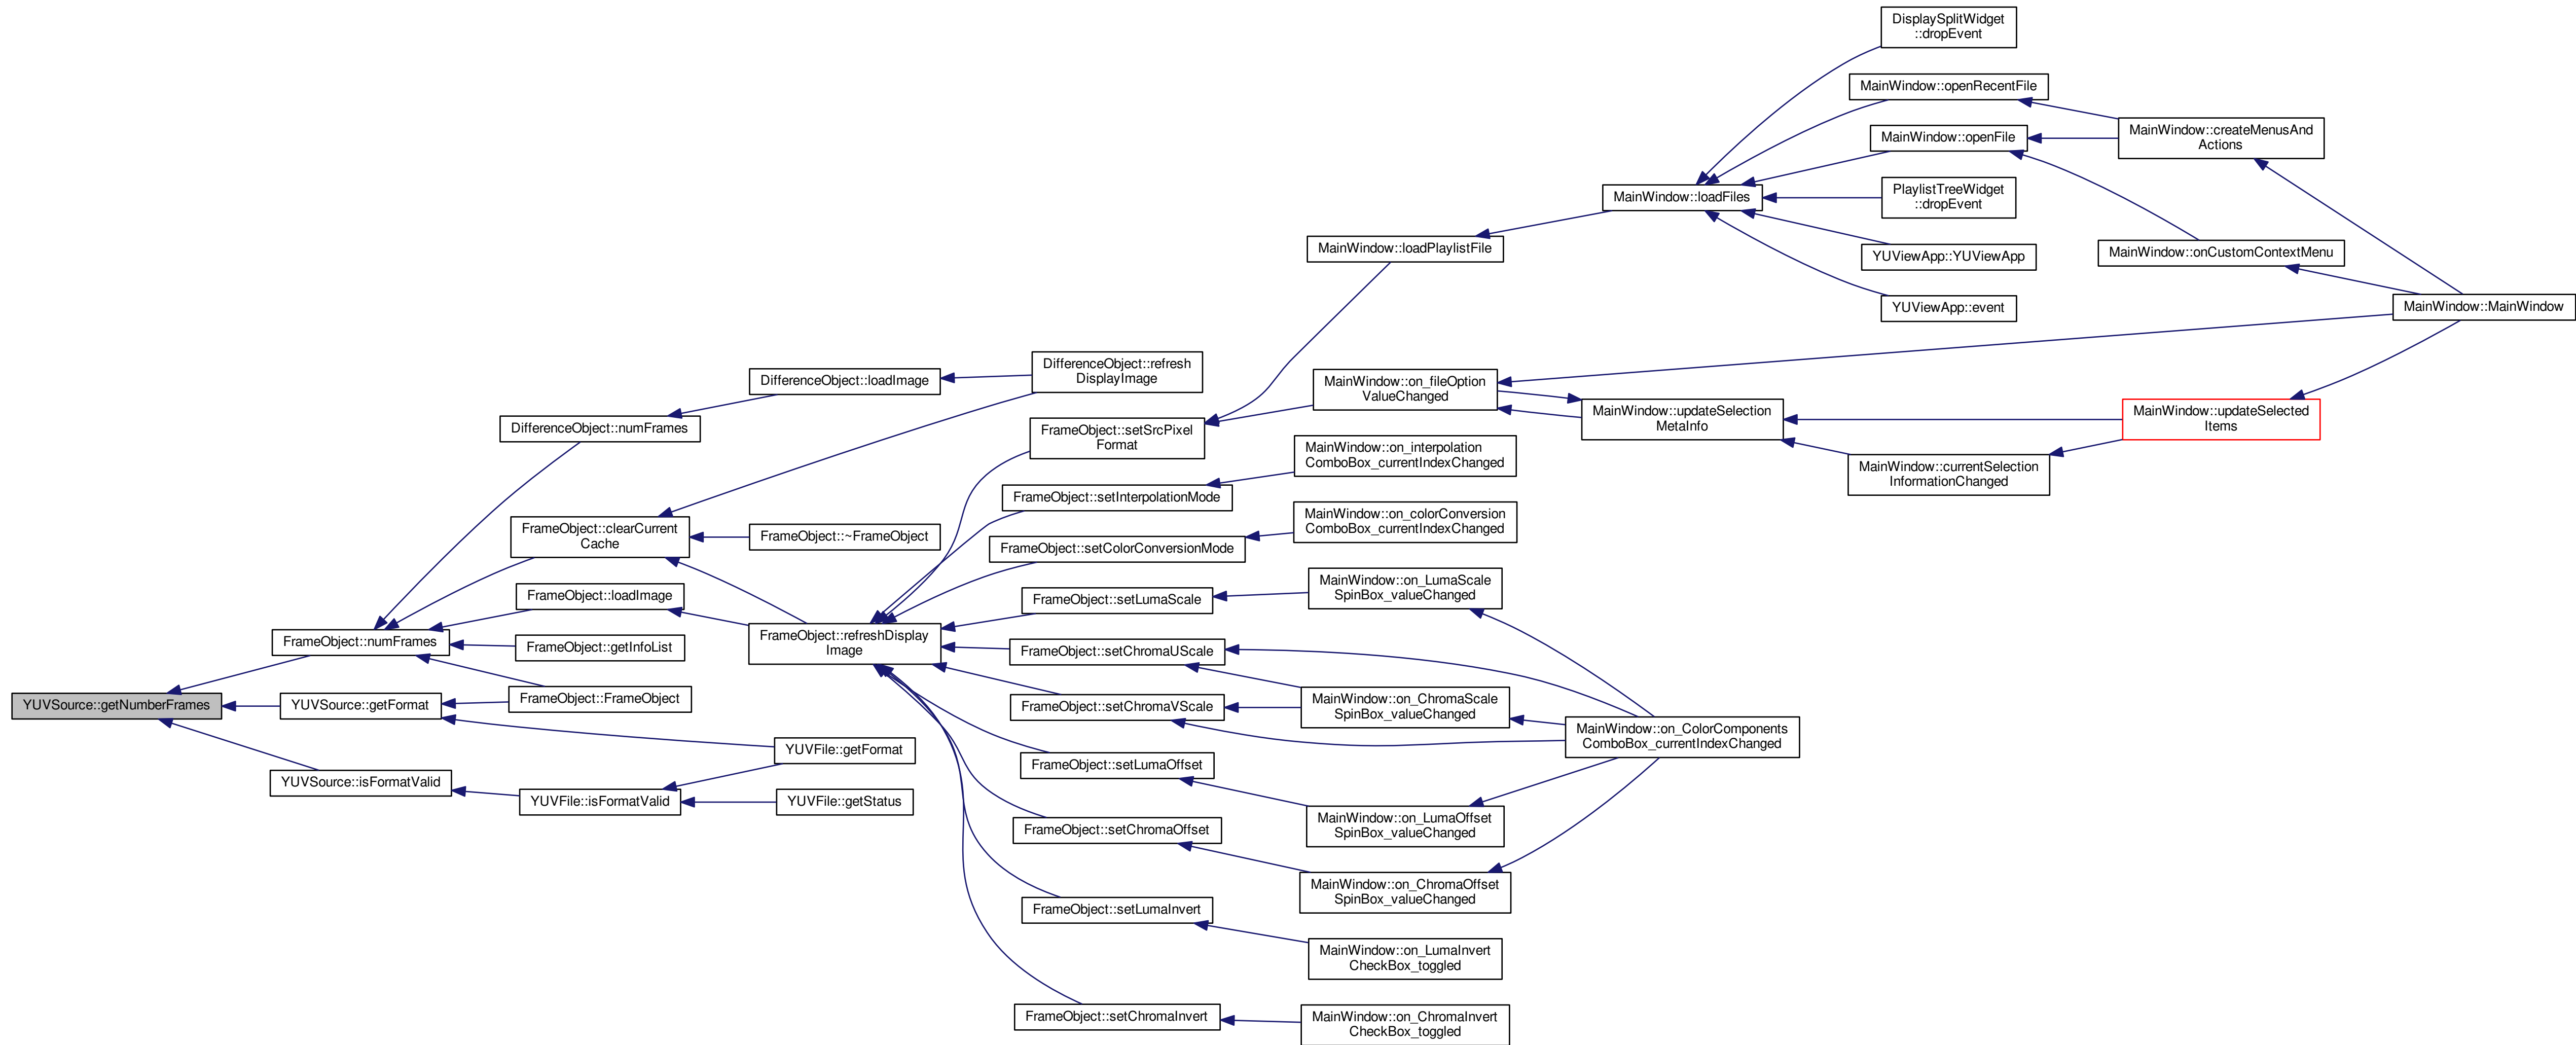 YUVSource::getNumberFrames
FrameObject::numFrames
YUVSource::getFormat
YUVSource::isFormatValid
DifferenceObject::numFrames
FrameObject::clearCurrent
Cache
FrameObject::loadImage
FrameObject::getInfoList
FrameObject::FrameObject
YUVFile::isFormatValid
DifferenceObject::loadImage
FrameObject::~FrameObject
FrameObject::refreshDisplay
Image
YUVFile::getFormat
YUVFile::getStatus
DifferenceObject::refresh
DisplayImage
FrameObject::setSrcPixel
Format
FrameObject::setInterpolationMode
FrameObject::setColorConversionMode
FrameObject::setLumaScale
FrameObject::setChromaUScale
FrameObject::setChromaVScale
FrameObject::setLumaOffset
FrameObject::setChromaOffset
FrameObject::setLumaInvert
FrameObject::setChromaInvert
MainWindow::loadPlaylistFile
MainWindow::on_fileOption
ValueChanged
MainWindow::on_interpolation
ComboBox_currentIndexChanged
MainWindow::on_colorConversion
ComboBox_currentIndexChanged
MainWindow::on_LumaScale
SpinBox_valueChanged
MainWindow::on_ChromaScale
SpinBox_valueChanged
MainWindow::on_LumaOffset
SpinBox_valueChanged
MainWindow::on_ChromaOffset
SpinBox_valueChanged
MainWindow::on_LumaInvert
CheckBox_toggled
MainWindow::on_ChromaInvert
CheckBox_toggled
MainWindow::loadFiles
MainWindow::updateSelection
MetaInfo
MainWindow::on_ColorComponents
ComboBox_currentIndexChanged
DisplaySplitWidget
::dropEvent
MainWindow::openRecentFile
MainWindow::openFile
PlaylistTreeWidget
::dropEvent
YUViewApp::YUViewApp
YUViewApp::event
MainWindow::currentSelection
InformationChanged
MainWindow::createMenusAnd
Actions
MainWindow::onCustomContextMenu
MainWindow::updateSelected
Items
MainWindow::MainWindow